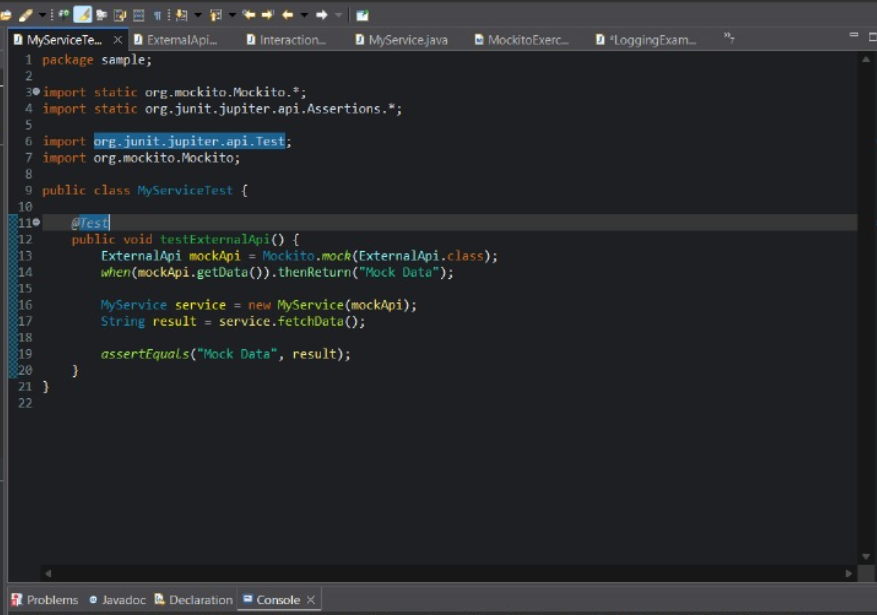 MyServiceTe...
ExternalApi...
Interaction...
MyService.java
MockitoExerc...
*LoggingExam...
»7
1 package sample;
2
3 import static org.mockito.Mockito.*;
4 import static org.junit.jupiter.api.Assertions.*;
5
6 import org.junit.jupiter.api.Test;
7 import org.mockito.Mockito;
8
9 public class MyServiceTest {
10
11 @Test
12 public void testExternalApi() {
13 ExternalApi mockApi = Mockito.mock(ExternalApi.class);
14 when(mockApi.getData()).thenReturn("Mock Data");
15
16 MyService service = new MyService(mockApi);
17 String result = service.fetchData();
18
19 assertEquals("Mock Data", result);
20 }
21 }
22
Problems
Javadoc
Declaration
Console